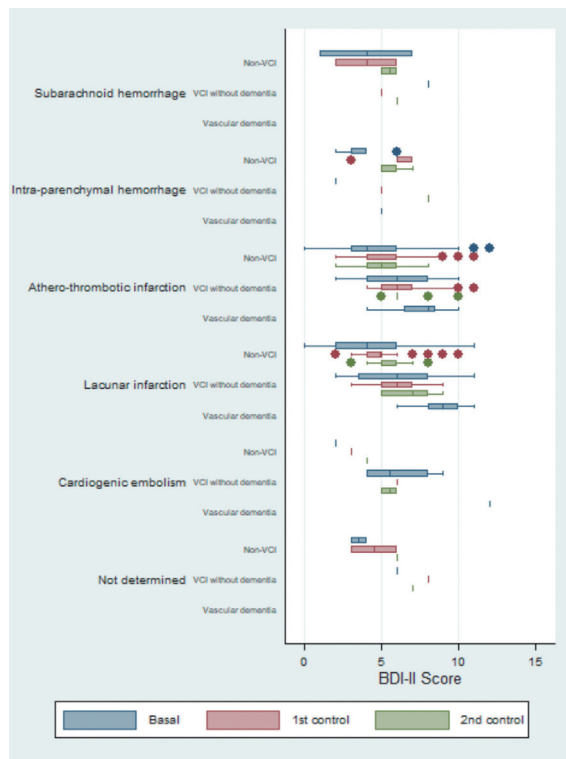 Non-VCI
Subarachnoid hemorrhage VCI without dementia
Vascular dementia
Non-VCI
Intra-parenchymal hemorrhage VCI without dementia
Vascular dementia
Non-VCI
Athero-thrombotic infarction VCI without dementia
Vascular dementia
Non-VCI
Lacunar infarction VCI without dementia
Vascular dementia
Non-VCI
Cardiogenic embolism VCI without dementia
Vascular dementia
Non-VCI
Not determined VCI without dementia
Vascular dementia
0 5 10 15
BDI-II Score
Basal 1st control 2nd control